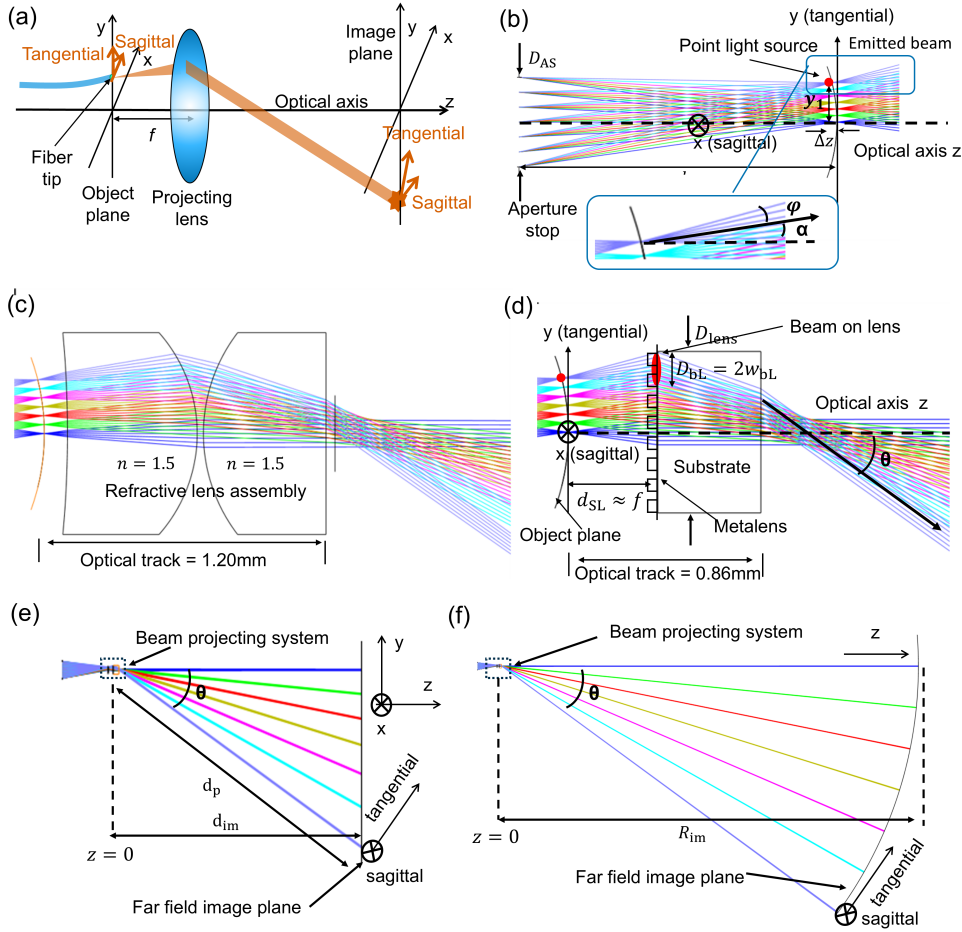 (a)
y
Tangential
Sagittal
x
Image
plane
y
x
Optical axis
z
f
Fiber
tip
Object
plane
Projecting
lens
Tangential
Sagittal
(b)
y (tangential)
Point light source
Emitted beam
D_AS
y₁
x (sagittal)
Δz
Optical axis z
Aperture
stop
φ
α
(c)
n = 1.5
n = 1.5
Refractive lens assembly
Optical track = 1.20mm
(d)
y (tangential)
Beam on lens
D_lens
D_bL = 2w_bL
Optical axis z
x (sagittal)
θ
Substrate
d_SL ≈ f
Object plane
Metalens
Optical track = 0.86mm
(e)
Beam projecting system
y
z
x
θ
d_p
d_im
tangential
z = 0
sagittal
Far field image plane
(f)
Beam projecting system
z
θ
R_im
z = 0
tangential
Far field image plane
sagittal